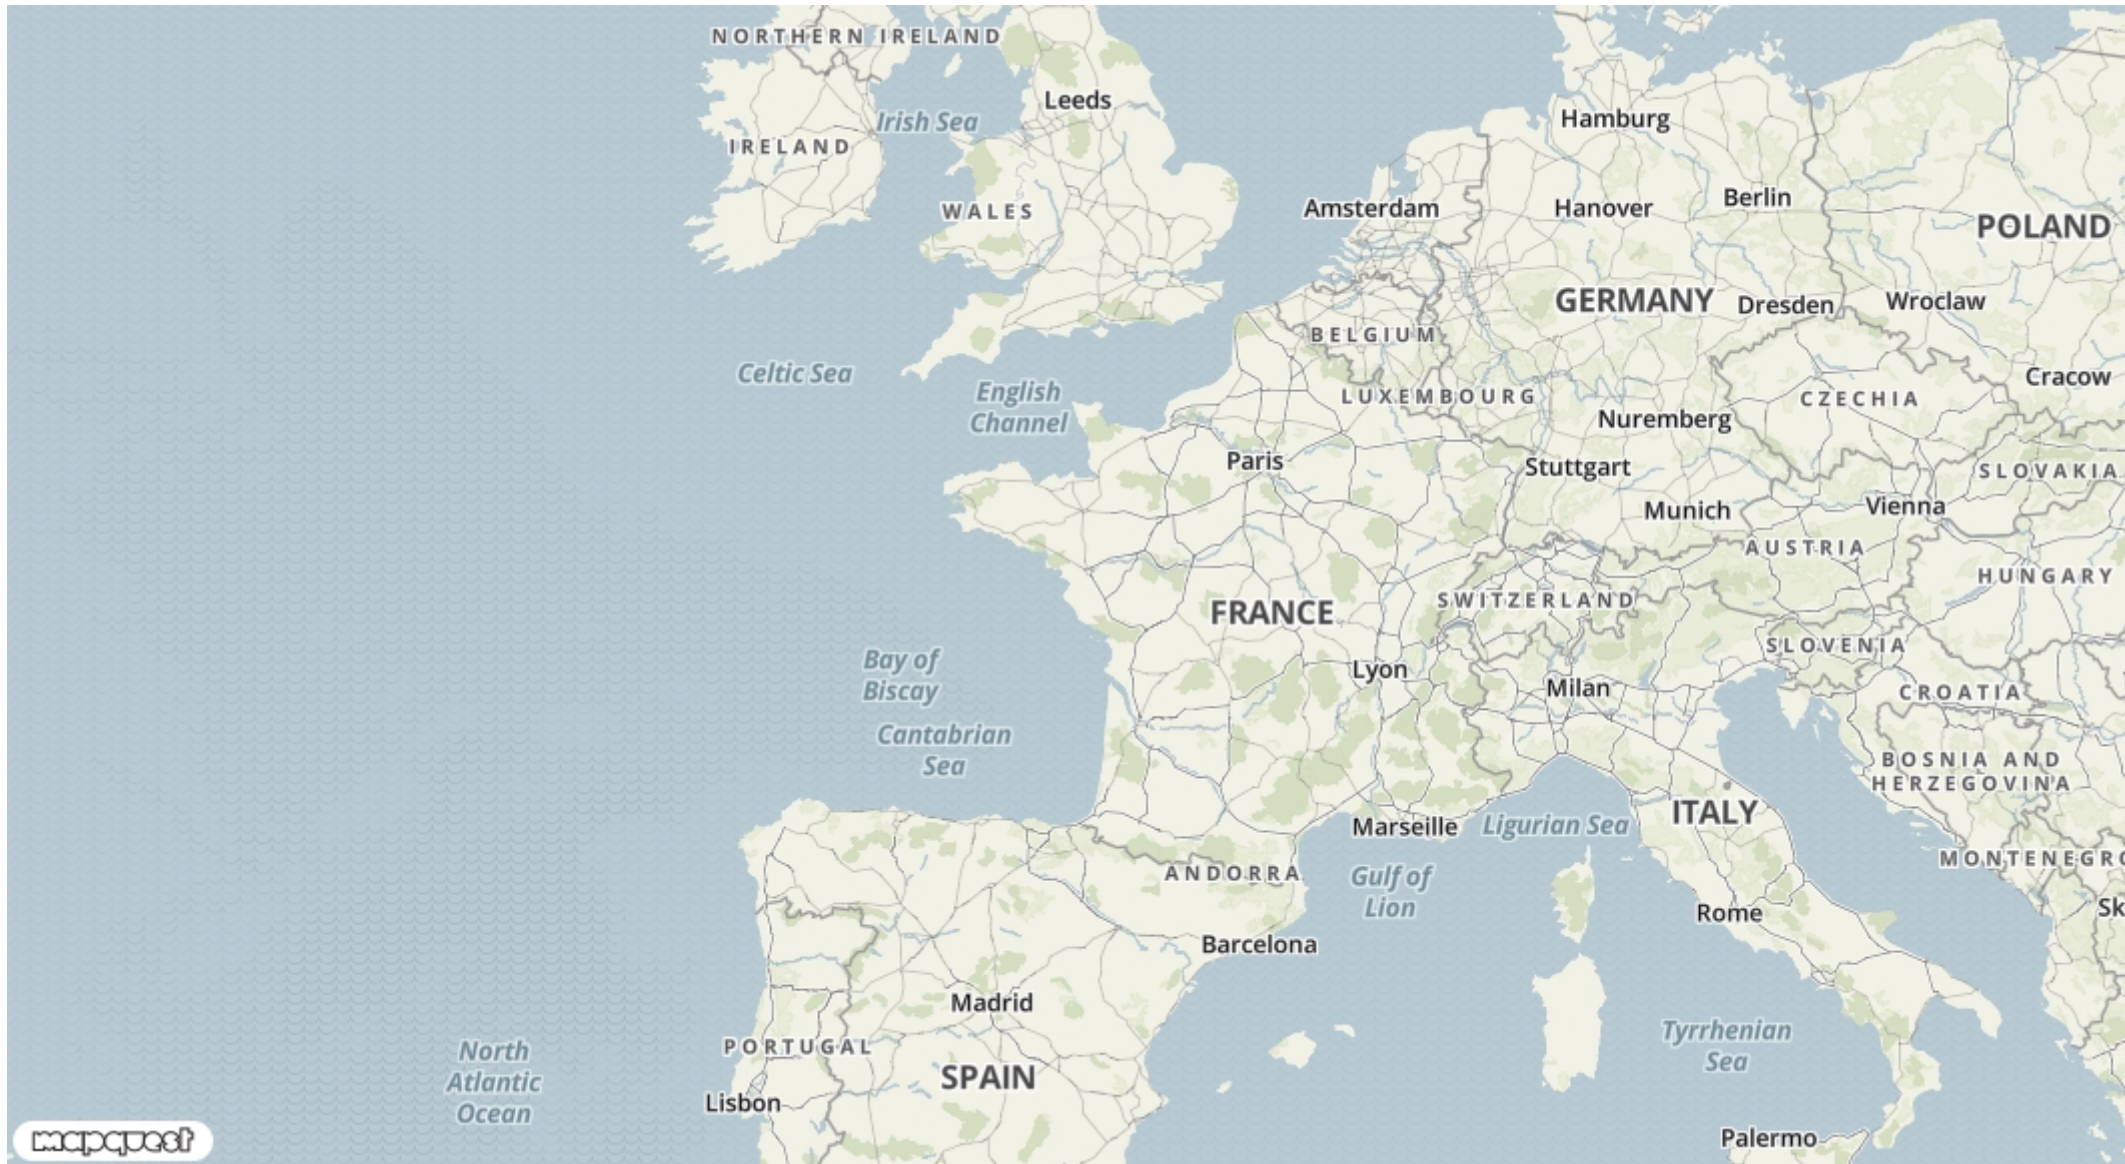 NORTHERN IRELAND
Leeds
Hamburg
Irish Sea
IRELAND
Berlin
WALES
Amsterdam
Hanover
POLAND
GERMANY
Dresden
Wroclaw
BELGIUM
Celtic Sea
Cracow
English
Channel
LUXEMBOURG
CZECHIA
Nuremberg
Paris
Stuttgart
SLOVAKIA
Munich
Vienna
AUSTRIA
HUNGARY
SWITZERLAND
FRANCE
SLOVENIA
Bay of
Biscay
Lyon
Milan
CROATIA
Cantabrian
Sea
BOSNIA AND
HERZEGOVINA
ITALY
Marseille
Ligurian Sea
MONTENEGRO
ANDORRA
Gulf of
Lion
Sk
Rome
Barcelona
Madrid
Tyrrhenian
Sea
PORTUGAL
North
Atlantic
Ocean
SPAIN
Lisbon
Palermo
mapquest